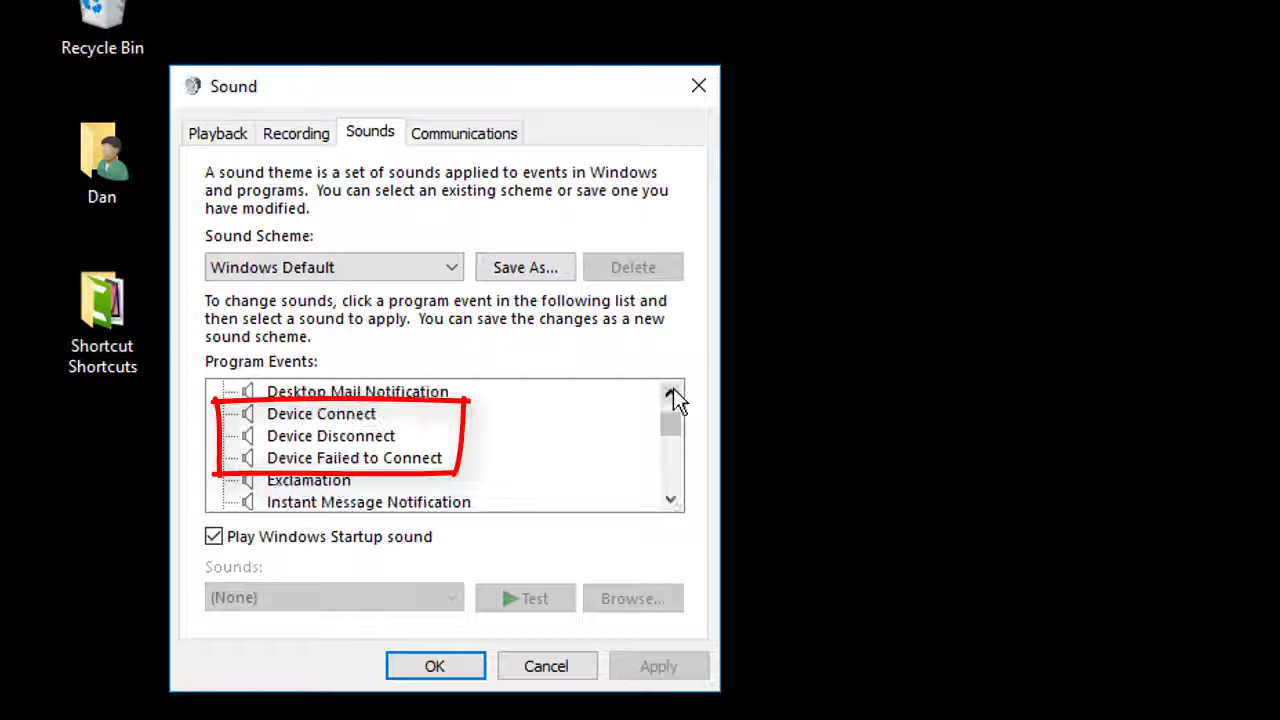 Recycle Bin
Dan
Shortcut
Shortcuts
Sound
Playback
Recording
Sounds
Communications
A sound theme is a set of sounds applied to events in Windows
and programs. You can select an existing scheme or save one you
have modified.
Sound Scheme:
Windows Default
Save As...
Delete
To change sounds, click a program event in the following list and
then select a sound to apply. You can save the changes as a new
sound scheme.
Program Events:
Desktop Mail Notification
Device Connect
Device Disconnect
Device Failed to Connect
Exclamation
Instant Message Notification
Play Windows Startup sound
Sounds:
(None)
Test
Browse...
OK
Cancel
Apply